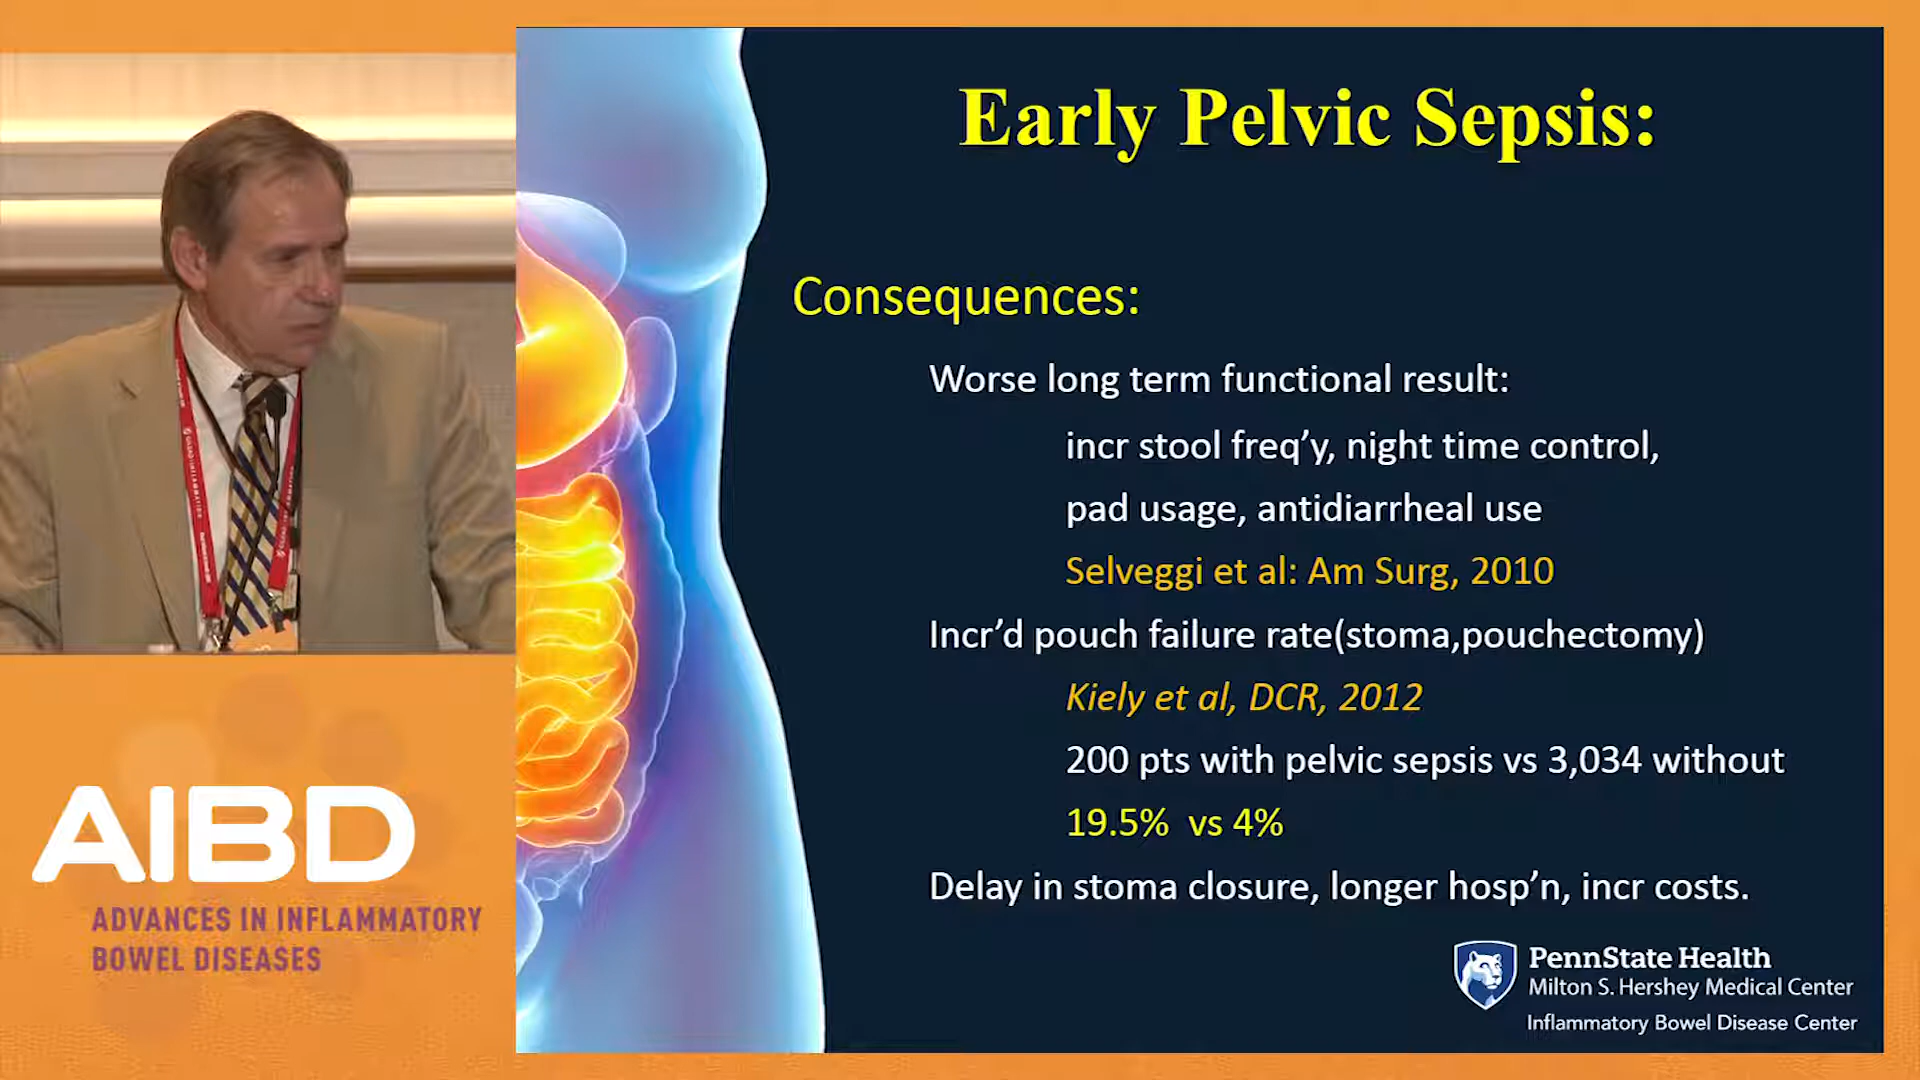 Early Pelvic Sepsis:
Consequences:
Worse long term functional result:
incr stool freq'y, night time control,
pad usage, antidiarrheal use
Selveggi et al: Am Surg, 2010
Incr'd pouch failure rate(stoma,pouchectomy)
Kiely et al, DCR, 2012
200 pts with pelvic sepsis vs 3,034 without
19.5% vs 4%
Delay in stoma closure, longer hosp'n, incr costs.
PennState Health
Milton S. Hershey Medical Center
Inflammatory Bowel Disease Center
AIBD
ADVANCES IN INFLAMMATORY
BOWEL DISEASES